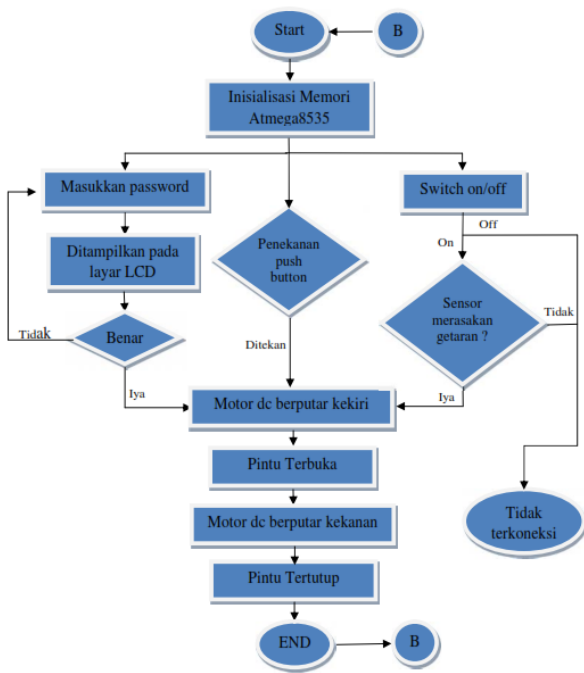 Start
B
Inisialisasi Memori
Atmega8535
Masukkan password
Switch on/off
Off
On
Ditampilkan pada
layar LCD
Penekanan
push
button
Sensor
merasakan
getaran ?
Tidak
Tidak
Benar
Ditekan
Iya
Iya
Motor dc berputar kekiri
Pintu Terbuka
Motor dc berputar kekanan
Tidak
terkoneksi
Pintu Tertutup
END
B